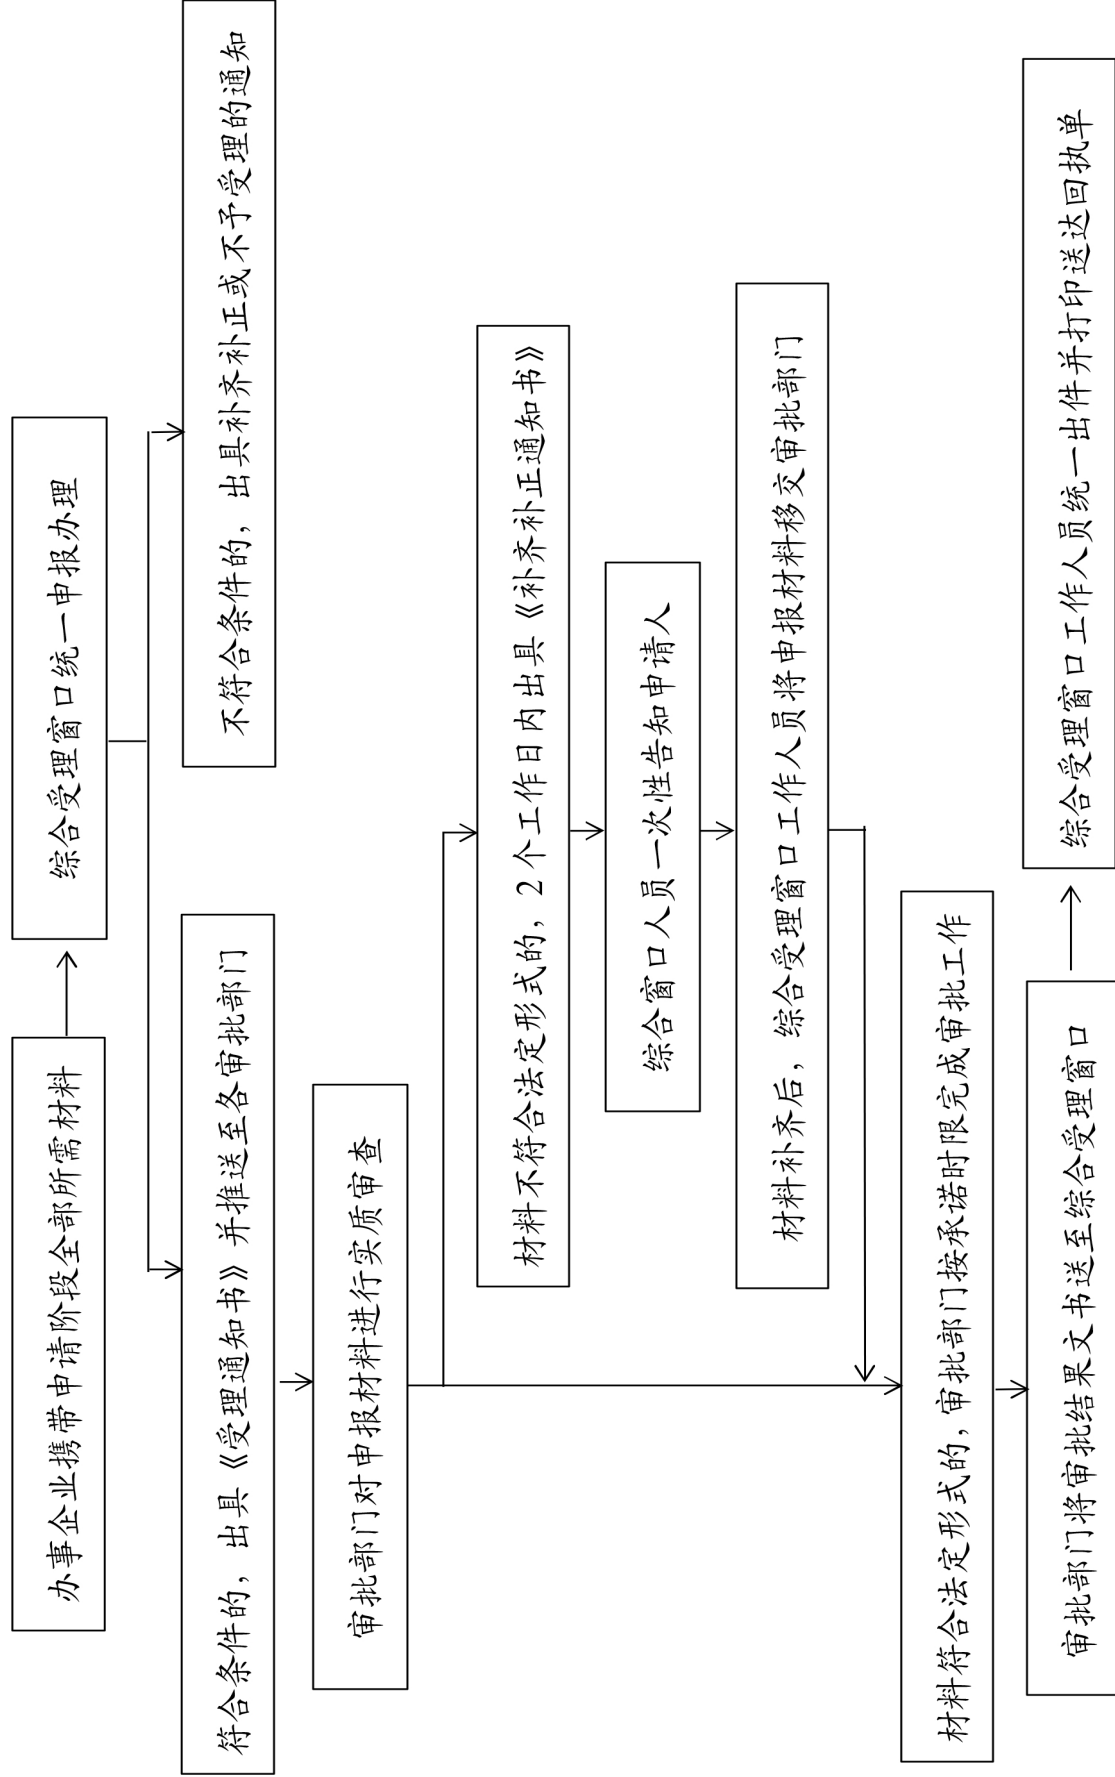 办事企业携带申请阶段全部所需材料
综合受理窗口统一申报办理
符合条件的，出具《受理通知书》并推送至各审批部门
不符合条件的，出具补齐补正或不予受理的通知
审批部门对申报材料进行实质审查
材料不符合法定形式的，2个工作日内出具《补齐补正通知书》
综合窗口人员一次性告知申请人
材料补齐后，综合受理窗口工作人员将申报材料移交审批部门
材料符合法定形式的，审批部门按承诺时限完成审批工作
审批部门将审批结果文书送至综合受理窗口
综合受理窗口工作人员统一出件并打印送达回执单